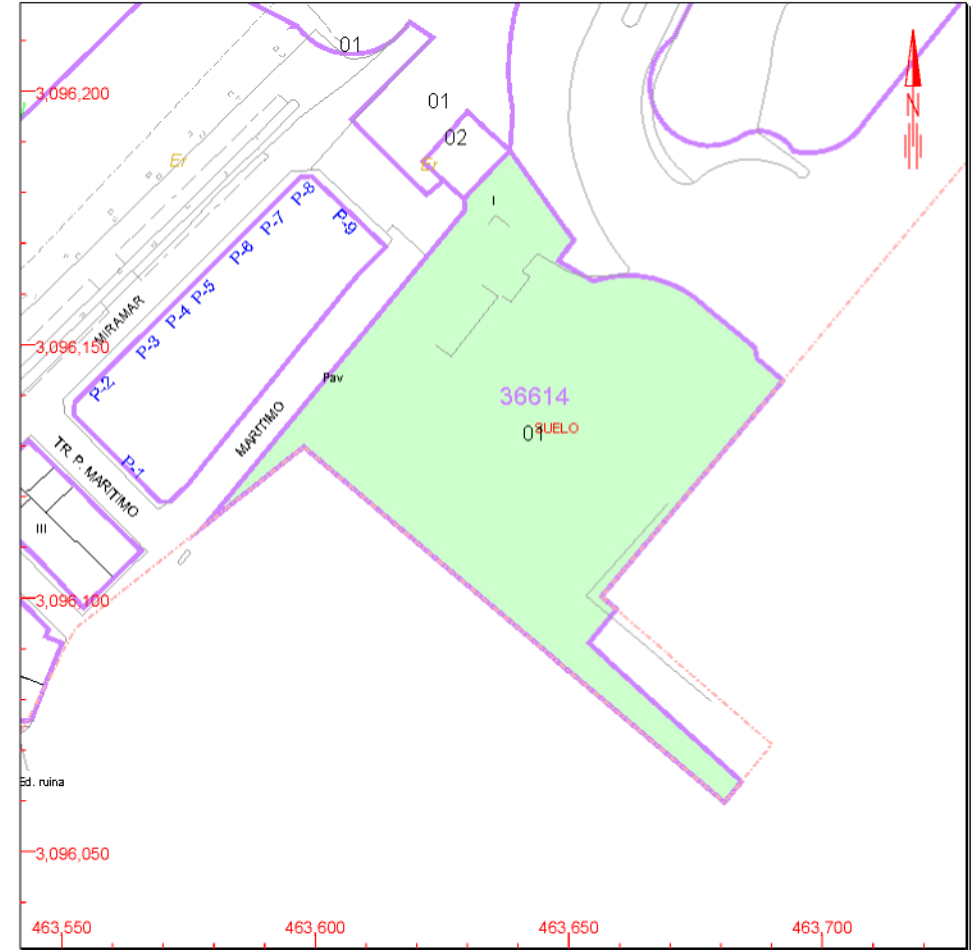 01
3,096,200
01
N
02
Er
Er
P-8
I
P-7
P-9
P-6
P-5
MIRAMAR
P-4
P-3
3,096,150
Pav
P-2
36614
MARITIMO
SUELO
01
P-1
TR. P. MARITIMO
III
3,096,100
Ed. ruina
3,096,050
463,550
463,600
463,650
463,700